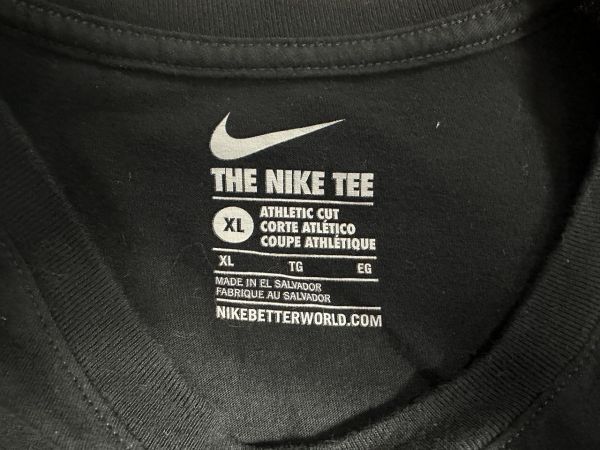 THE NIKE TEE
XL
ATHLETIC CUT
CORTE ATLÉTICO
COUPE ATHLÉTIQUE
XL TG EG
MADE IN EL SALVADOR
FABRIQUE AU SALVADOR
NIKEBETTERWORLD.COM